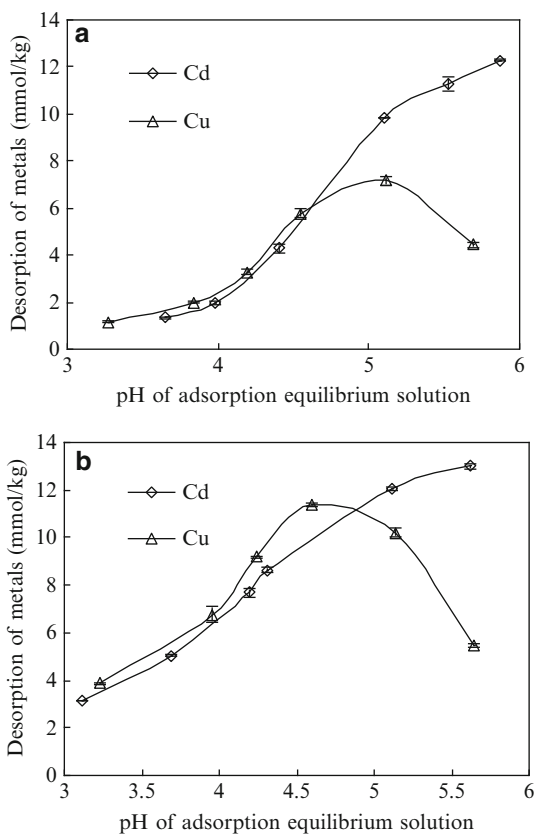 a
Desorption of metals (mmol/kg)
14
12
10
8
6
4
2
0
Cd
Cu
3 4 5 6
pH of adsorption equilibrium solution
b
Desorption of metals (mmol/kg)
14
12
10
8
6
4
2
0
Cd
Cu
3 3.5 4 4.5 5 5.5 6
pH of adsorption equilibrium solution